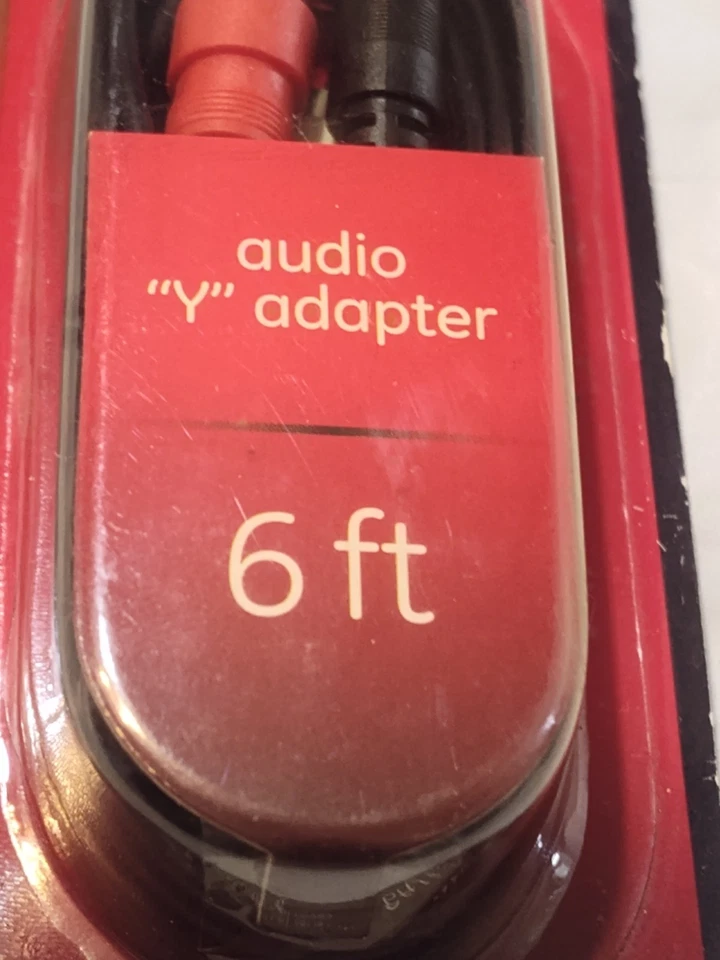 audio
“Y” adapter
6 ft